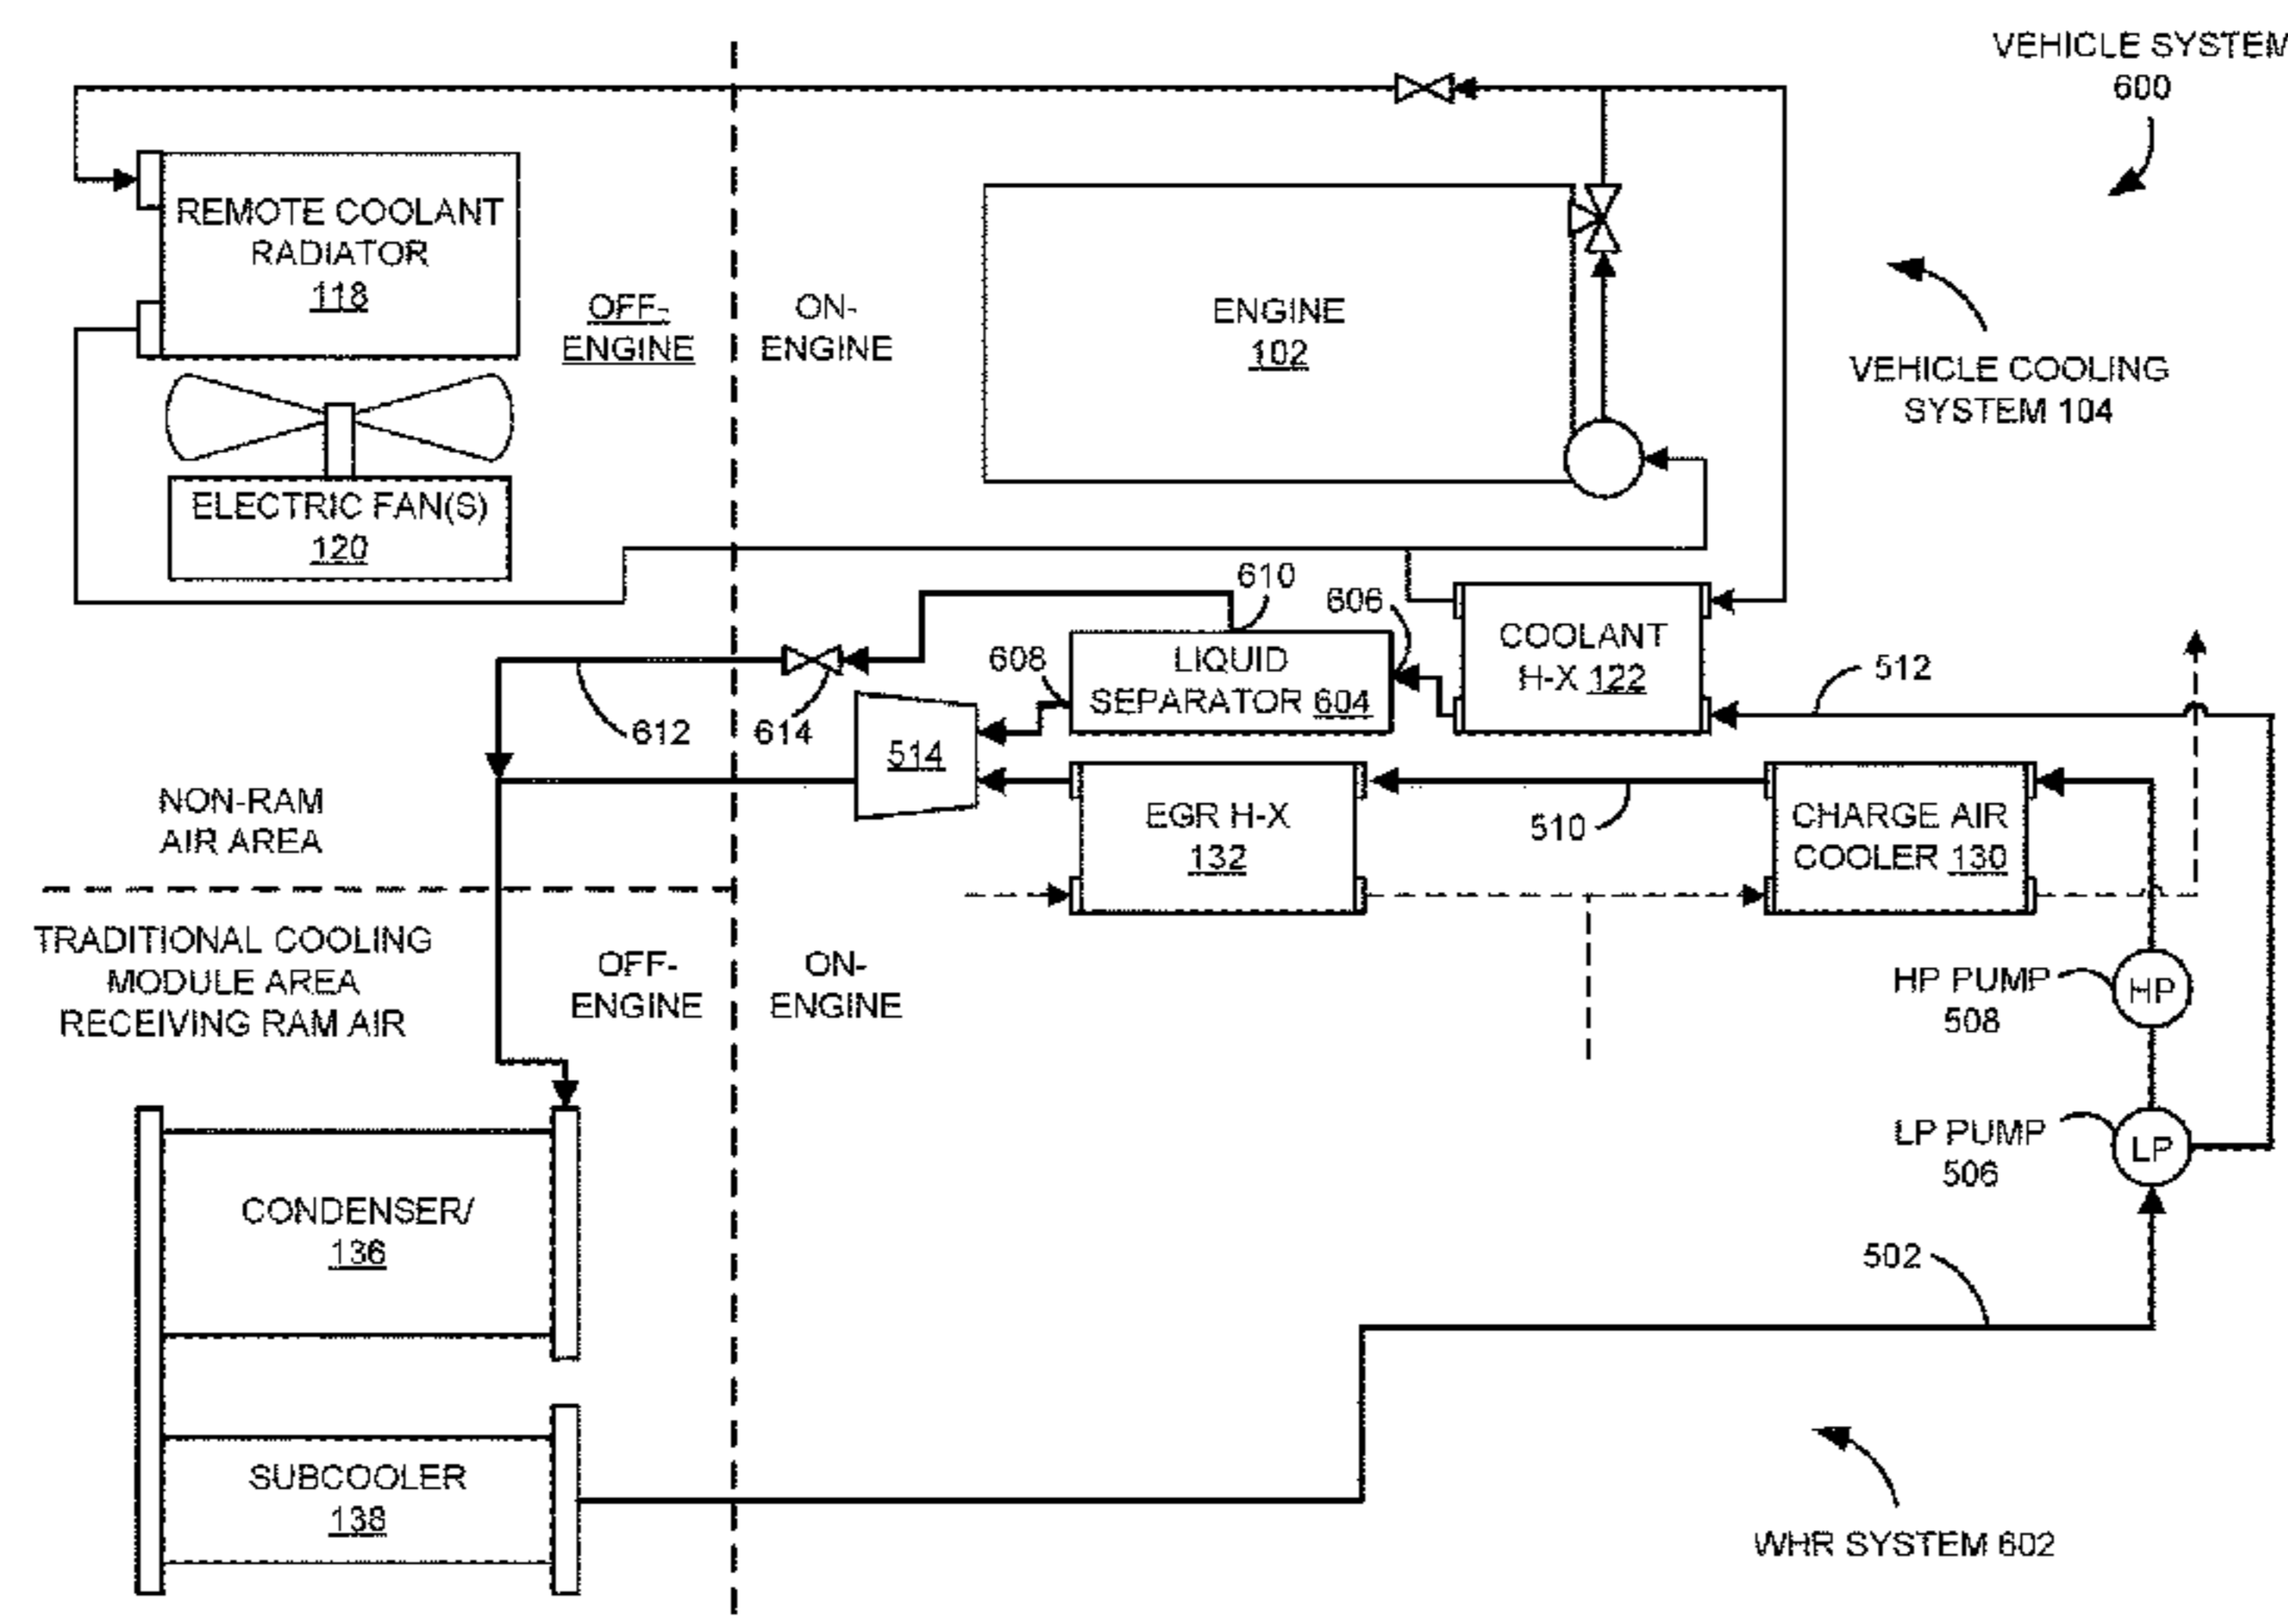 VEHICLE SYSTEM
600
REMOTE COOLANT
RADIATOR
118
OFF-
ENGINE
ON-
ENGINE
ENGINE
102
VEHICLE COOLING
SYSTEM 104
ELECTRIC FAN(S)
120
610
606
608
LIQUID
SEPARATOR 604
COOLANT
H-X 122
512
612
614
514
NON-RAM
AIR AREA
EGR H-X
132
510
CHARGE AIR
COOLER 130
TRADITIONAL COOLING
MODULE AREA
RECEIVING RAM AIR
OFF-
ENGINE
ON-
ENGINE
HP PUMP
508
HP
LP PUMP
506
LP
CONDENSER/
136
502
SUBCOOLER
138
WHR SYSTEM 602